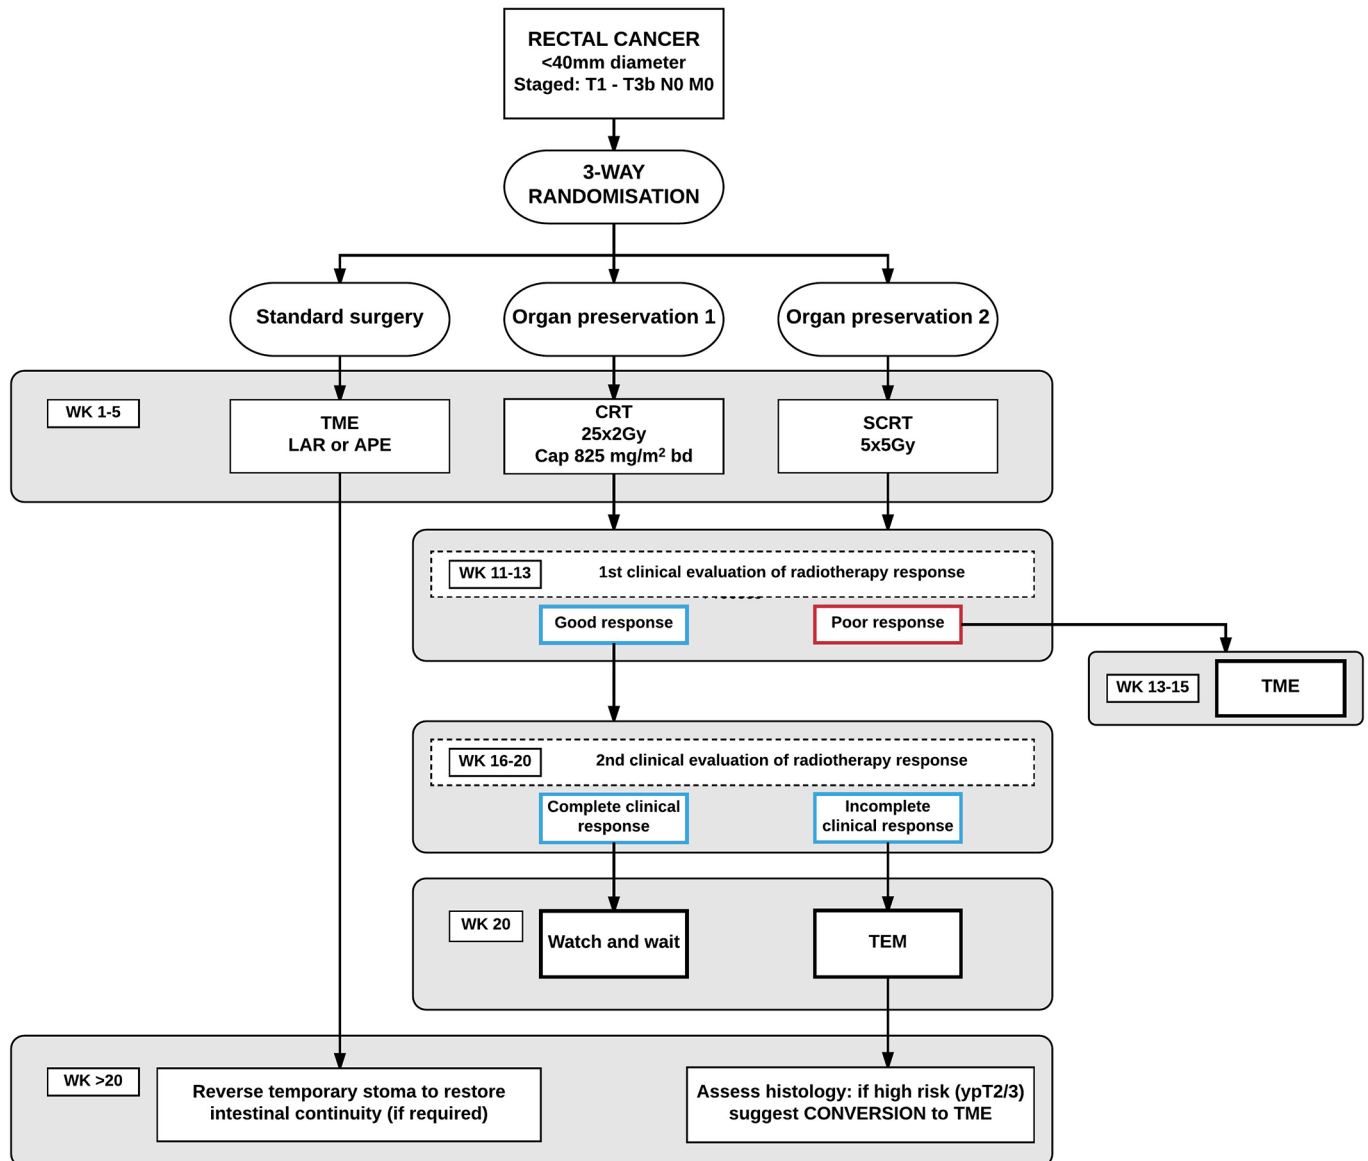 RECTAL CANCER
<40mm diameter
Staged: T1 - T3b N0 M0
3-WAY
RANDOMISATION
Standard surgery
Organ preservation 1
Organ preservation 2
WK 1-5
TME
LAR or APE
CRT
25x2Gy
Cap 825 mg/m² bd
SCRT
5x5Gy
WK 11-13
1st clinical evaluation of radiotherapy response
Good response
Poor response
WK 13-15
TME
WK 16-20
2nd clinical evaluation of radiotherapy response
Complete clinical
response
Incomplete
clinical response
WK 20
Watch and wait
TEM
WK >20
Reverse temporary stoma to restore
intestinal continuity (if required)
Assess histology: if high risk (ypT2/3)
suggest CONVERSION to TME